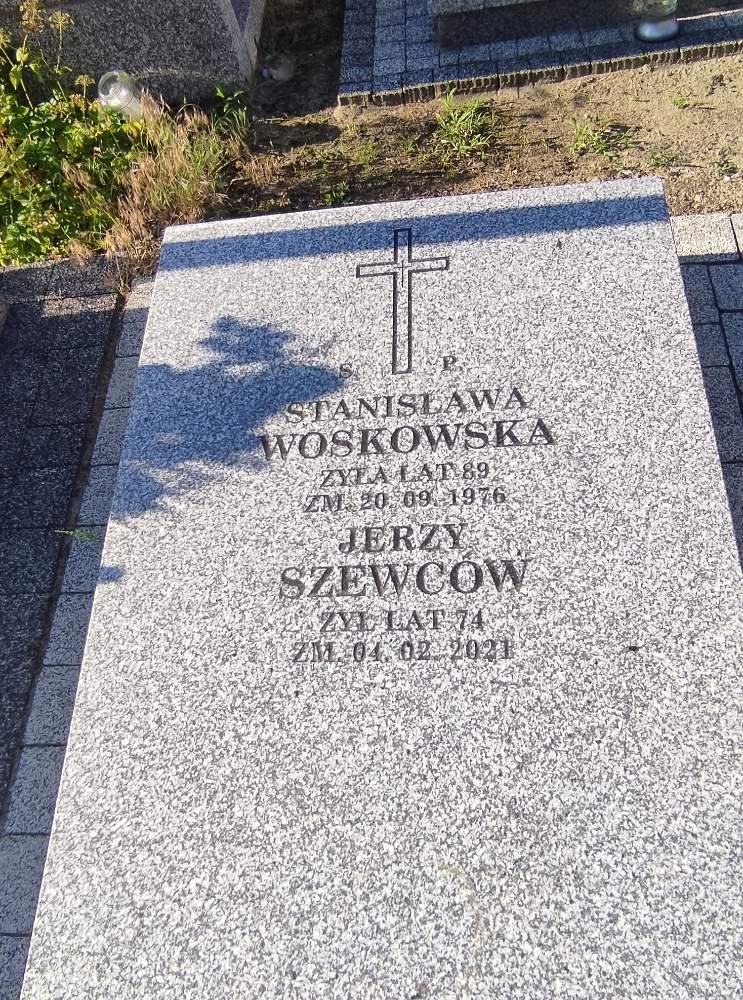 Ś P.
STANISŁAWA
WOSKOWSKA
ŻYŁA LAT 89
ZM. 20. 09. 1976
JERZY
SZEWCÓW
ŻYŁ LAT 74
ZM. 04. 02. 2021